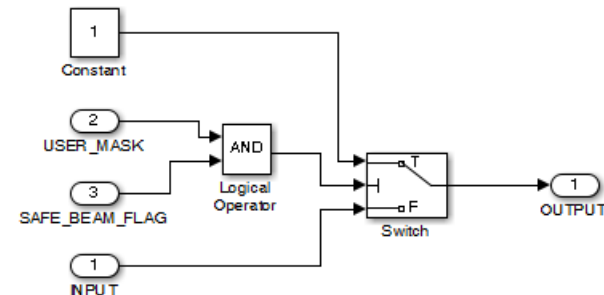 1
Constant
2
USER_MASK
AND
Logical
Operator
3
SAFE_BEAM_FLAG
T
F
Switch
1
OUTPUT
1
INPUT